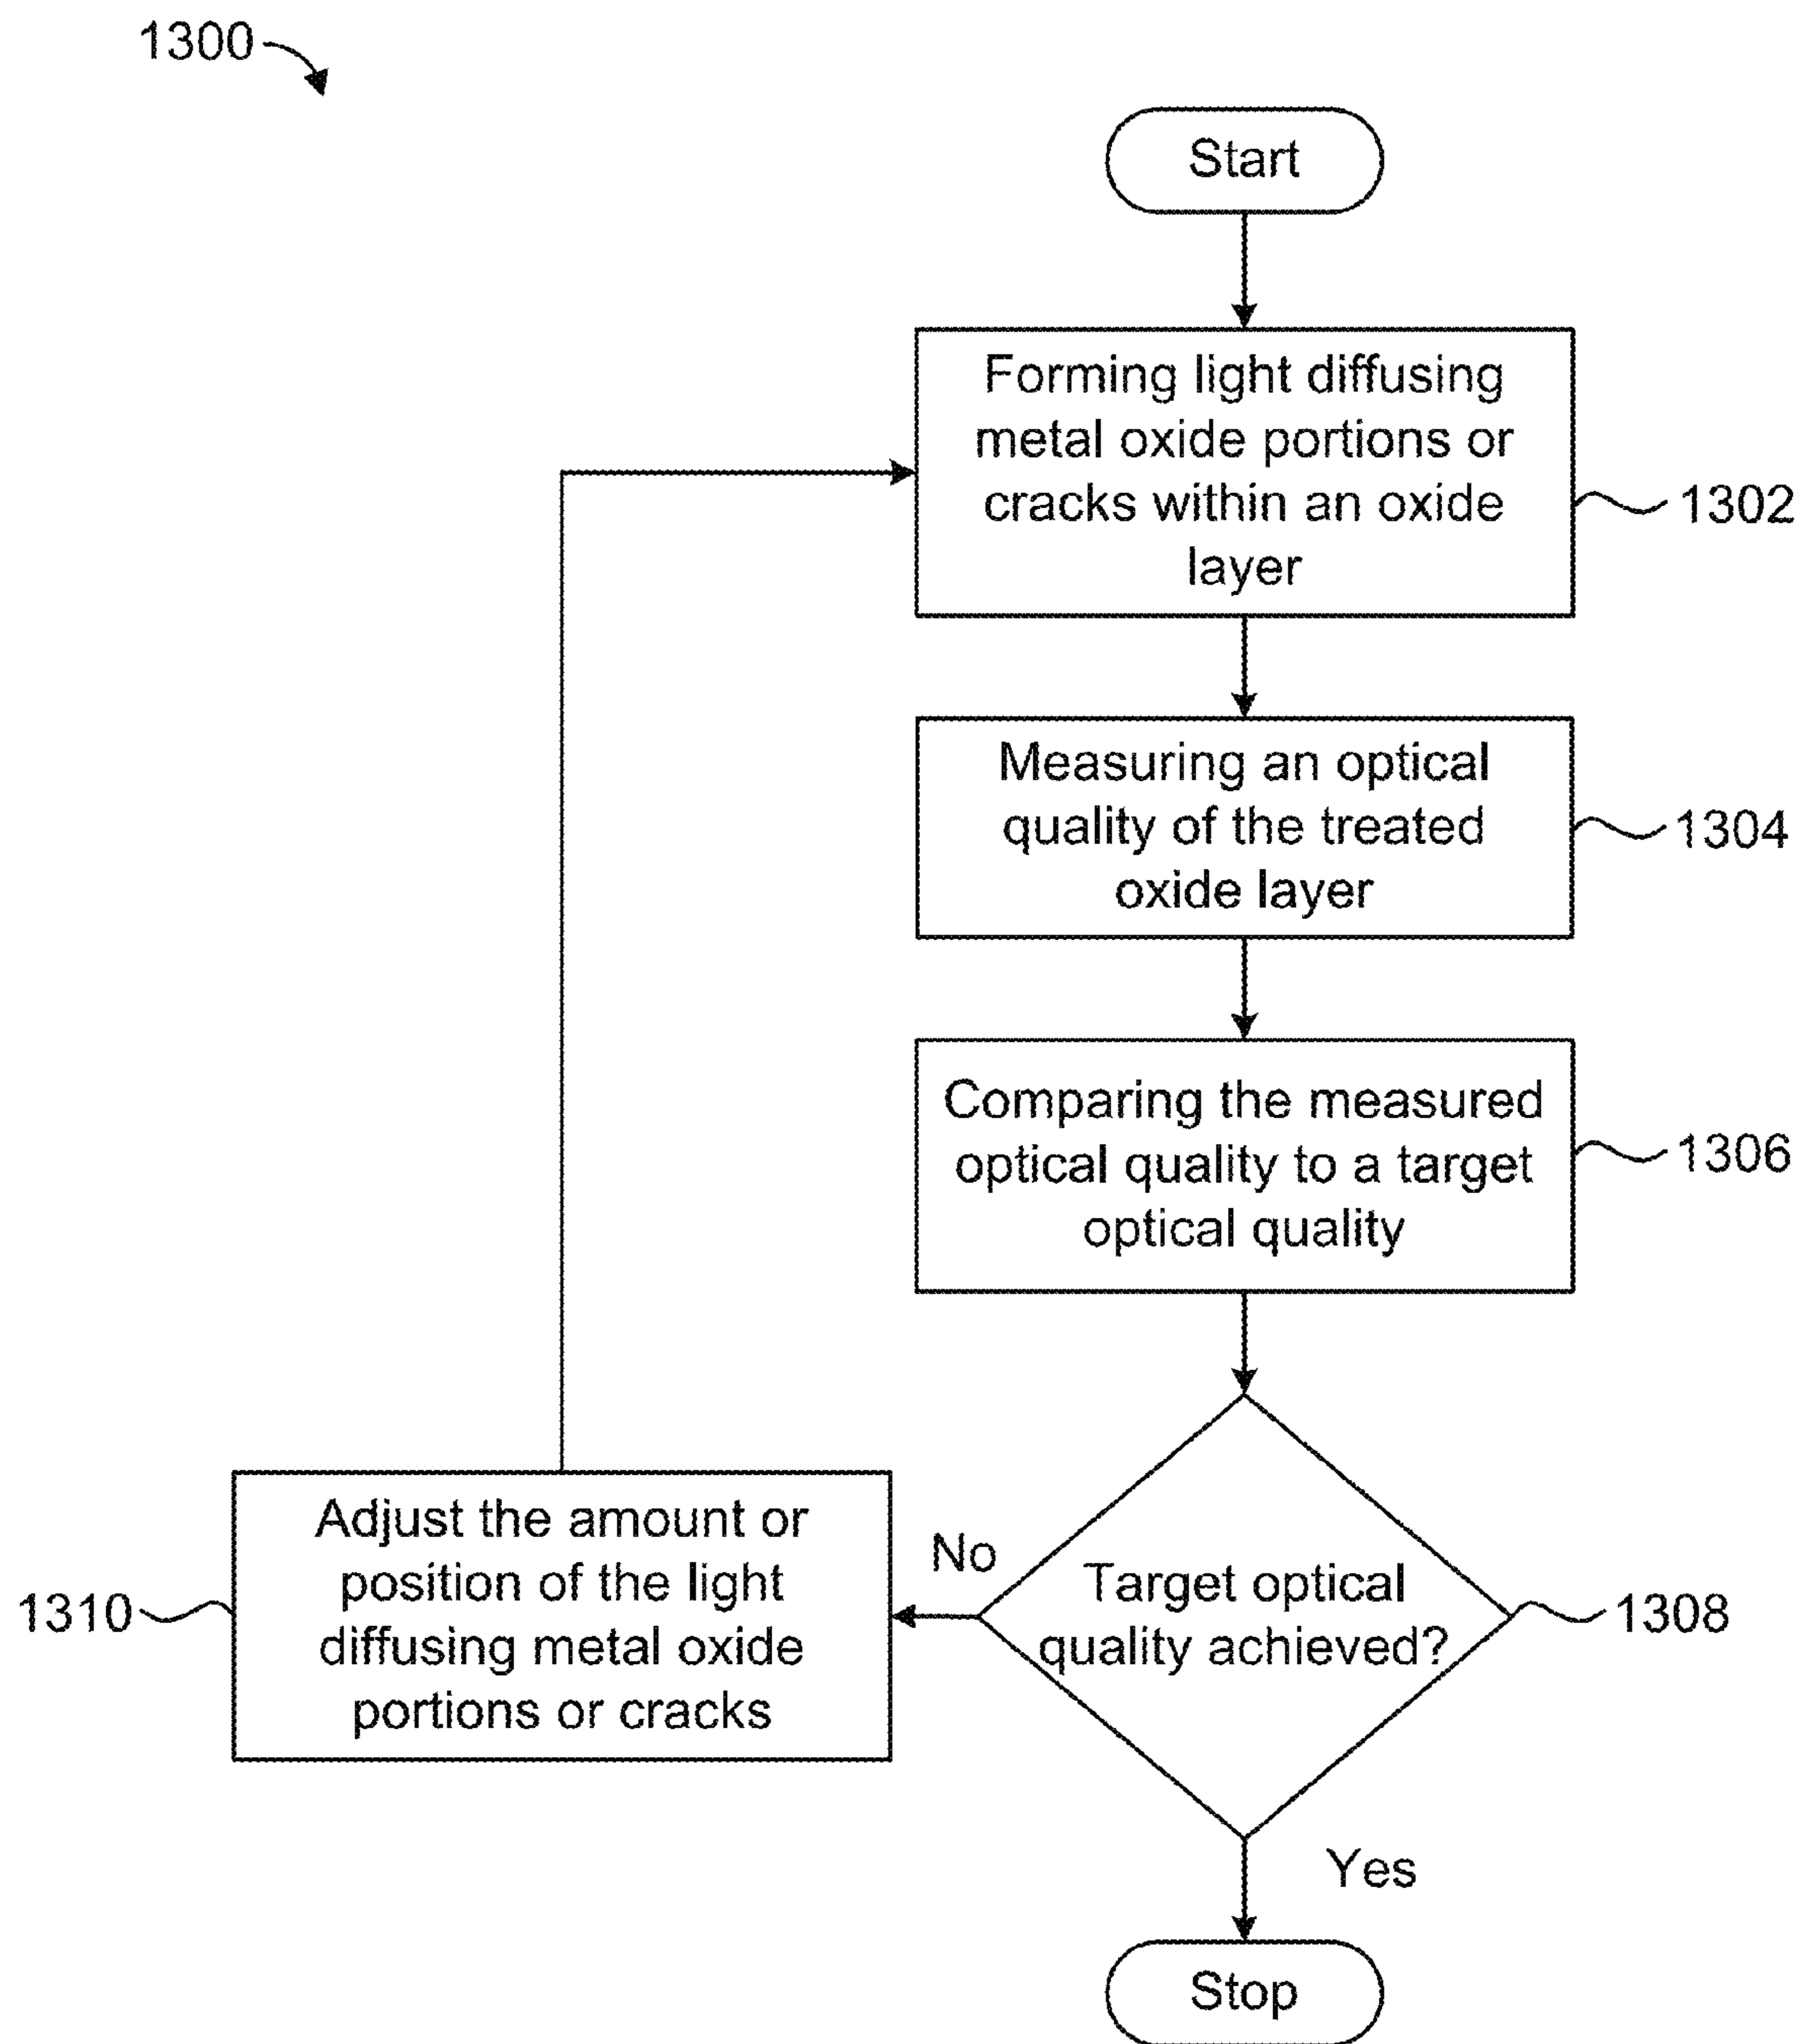 1300
Start
Forming light diffusing
metal oxide portions or
cracks within an oxide
layer
1302
Measuring an optical
quality of the treated
oxide layer
1304
Comparing the measured
optical quality to a target
optical quality
1306
Target optical
quality achieved?
1308
No
Adjust the amount or
position of the light
diffusing metal oxide
portions or cracks
1310
Yes
Stop